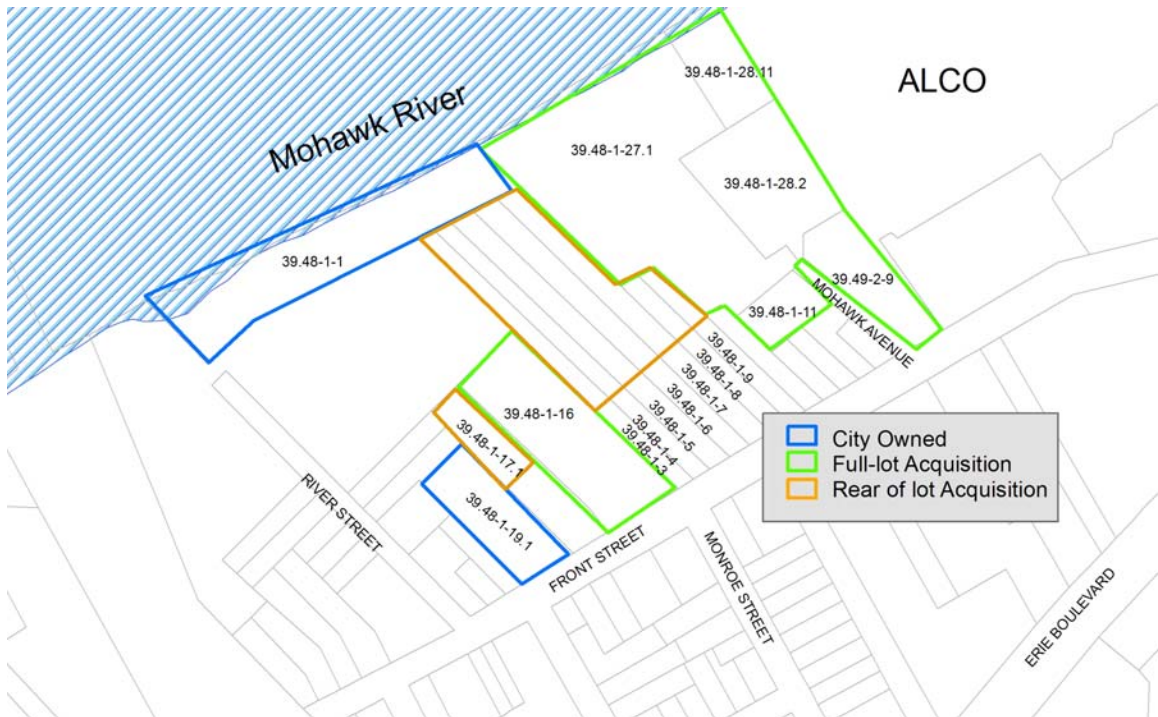 39.48-1-28.11
ALCO
Mohawk River
39.48-1-27.1
39.48-1-28.2
39.48-1-1
39.49-2-9
MOHAWK AVENUE
39.48-1-11
39.48-1-9
39.48-1-8
39.48-1-7
39.48-1-6
39.48-1-5
39.48-1-4
39.48-1-3
39.48-1-16
39.48-1-17.1
39.48-1-19.1
RIVER STREET
FRONT STREET
MONROE STREET
ERIE BOULEVARD
City Owned
Full-lot Acquisition
Rear of lot Acquisition